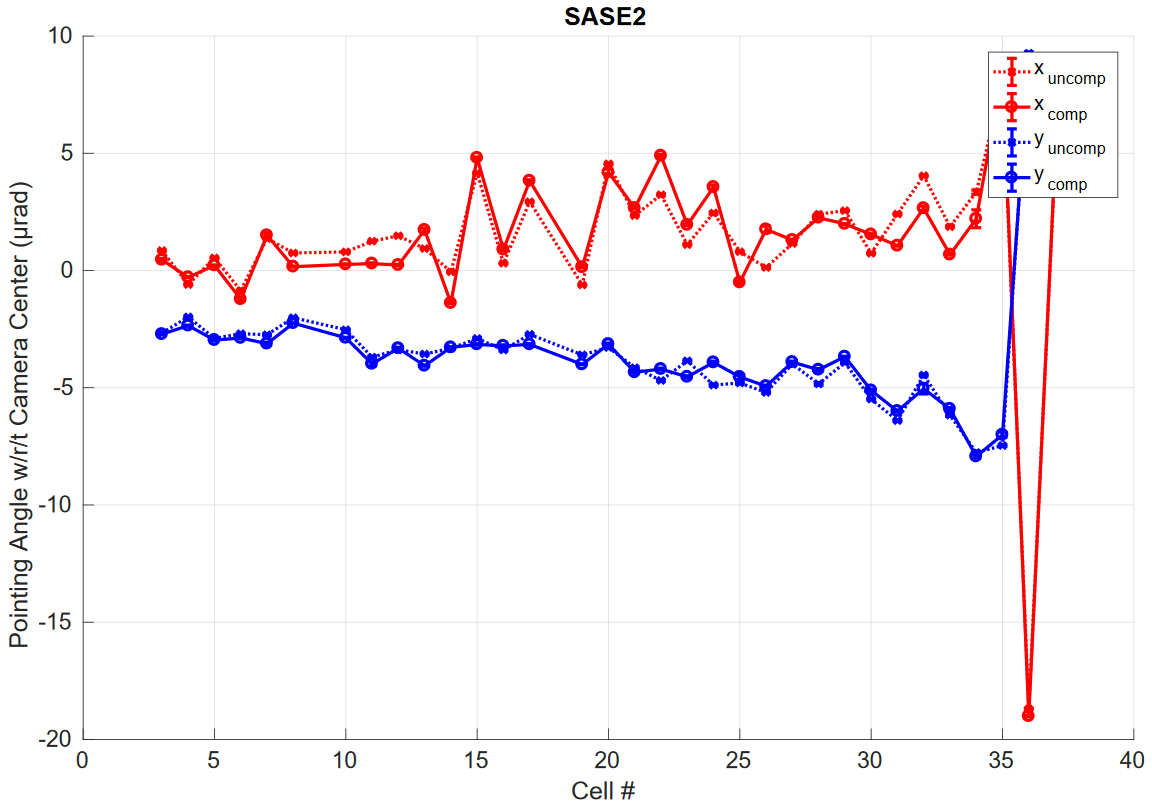 SASE2
10
5
0
-5
-10
-15
-20
0 5 10 15 20 25 30 35 40
Pointing Angle w/r/t Camera Center (μrad)
Cell #
x uncomp
x comp
y uncomp
y comp